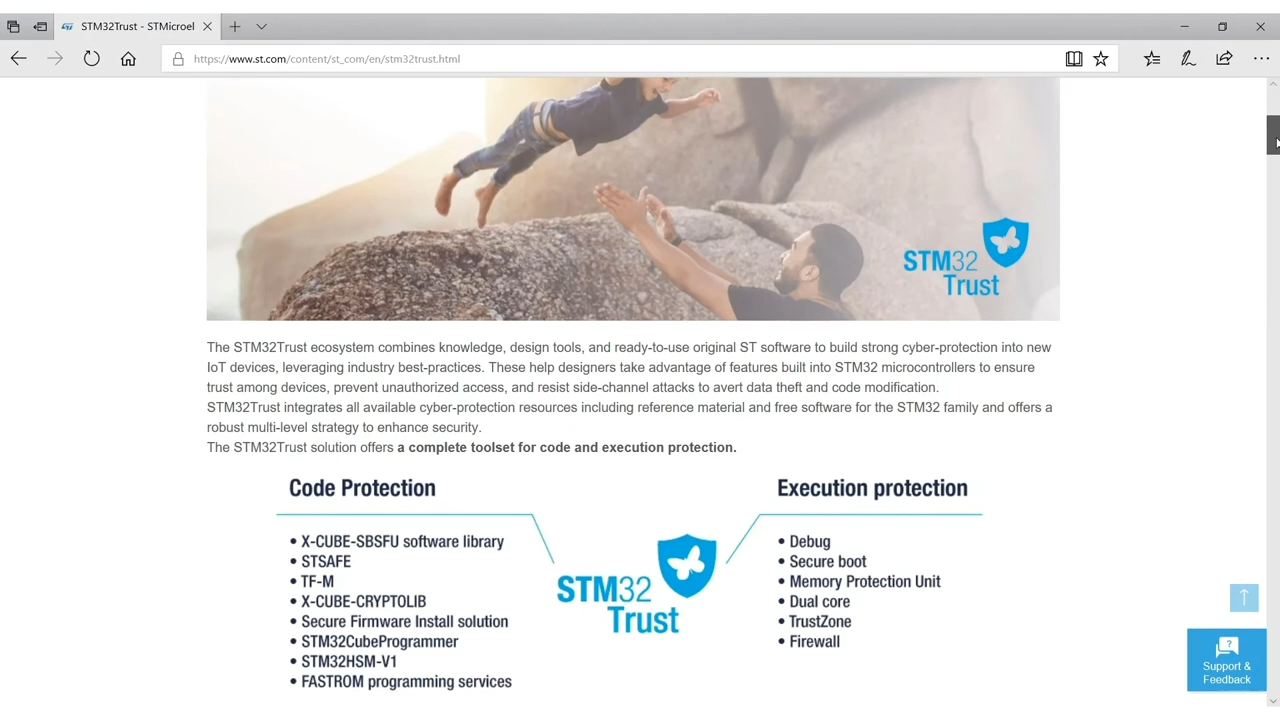 STM32Trust - STMicroel
https://www.st.com/content/st_com/en/stm32trust.html
STM32
Trust
The STM32Trust ecosystem combines knowledge, design tools, and ready-to-use original ST software to build strong cyber-protection into new
IoT devices, leveraging industry best-practices. These help designers take advantage of features built into STM32 microcontrollers to ensure
trust among devices, prevent unauthorized access, and resist side-channel attacks to avert data theft and code modification.
STM32Trust integrates all available cyber-protection resources including reference material and free software for the STM32 family and offers a
robust multi-level strategy to enhance security.
The STM32Trust solution offers a complete toolset for code and execution protection.
Code Protection
• X-CUBE-SBSFU software library
• STSAFE
• TF-M
• X-CUBE-CRYPTOLIB
• Secure Firmware Install solution
• STM32CubeProgrammer
• STM32HSM-V1
• FASTROM programming services
STM32
Trust
Execution protection
• Debug
• Secure boot
• Memory Protection Unit
• Dual core
• TrustZone
• Firewall
Support &
Feedback